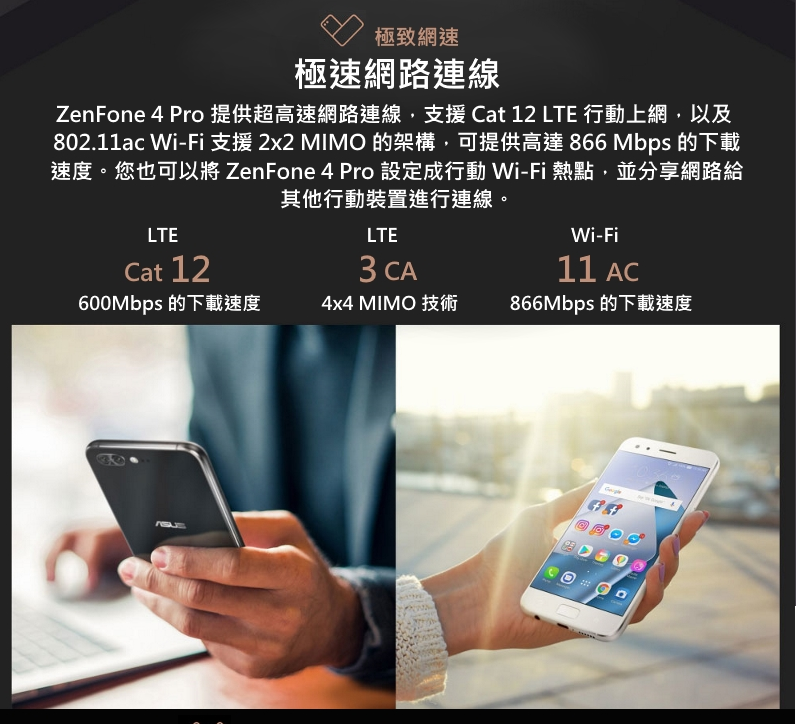 極致網速
極速網路連線
ZenFone 4 Pro 提供超高速網路連線，支援 Cat 12 LTE 行動上網，以及
802.11ac Wi-Fi 支援 2x2 MIMO 的架構，可提供高達 866 Mbps 的下載
速度。您也可以將 ZenFone 4 Pro 設定成行動 Wi-Fi 熱點，並分享網路給
其他行動裝置進行連線。
LTE LTE Wi-Fi
Cat 12 3 CA 11 AC
600Mbps 的下載速度 4x4 MIMO 技術 866Mbps 的下載速度
ASUS
Google